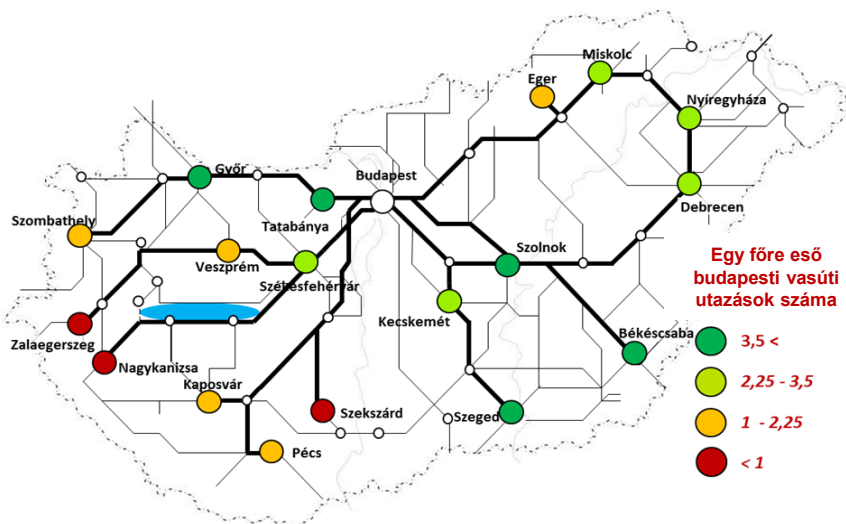 Miskolc
Eger
Nyíregyháza
Győr
Budapest
Tatabánya
Debrecen
Szombathely
Szolnok
Veszprém
Székesfehérvár
Kecskemét
Zalaegerszeg
Nagykanizsa
Békéscsaba
Kaposvár
Szekszárd
Szeged
Pécs
Egy főre eső
budapesti vasúti
utazások száma
3,5 <
2,25 - 3,5
1 - 2,25
< 1